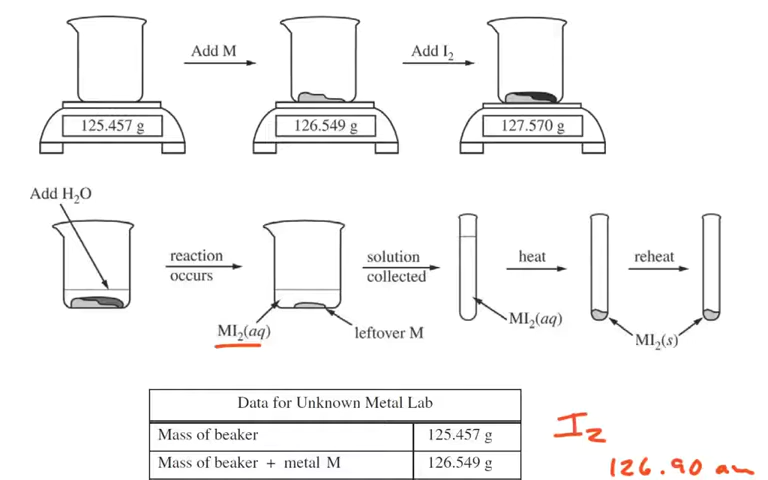 Add M
Add I₂
125.457 g
126.549 g
127.570 g
Add H₂O
reaction
occurs
solution
collected
heat
reheat
MI₂(aq)
leftover M
MI₂(aq)
MI₂(s)
Data for Unknown Metal Lab
Mass of beaker 125.457 g
Mass of beaker + metal M 126.549 g
I₂
126.90 am